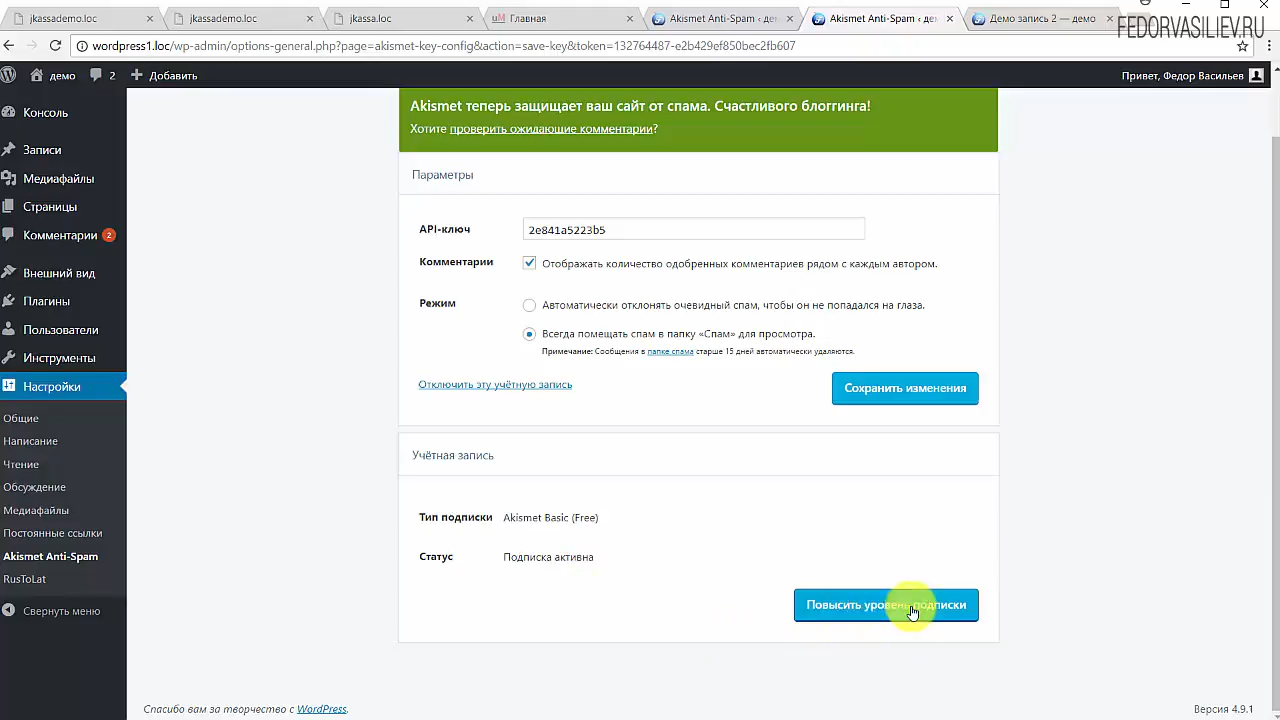 jkassademo.loc
jkassademo.loc
jkassa.loc
uM Главная
Akismet Anti-Spam ‹ де
Akismet Anti-Spam ‹ де
Демо запись 2 — демо
FEDORVASILIEV.RU
wordpress1.loc/wp-admin/options-general.php?page=akismet-key-config&action=save-key&token=132764487-e2b429ef850bec2fb607
демо 2 Добавить
Привет, Федор Васильев
Консоль
Записи
Медиафайлы
Страницы
Комментарии 2
Внешний вид
Плагины
Пользователи
Инструменты
Настройки
Общие
Написание
Чтение
Обсуждение
Медиафайлы
Постоянные ссылки
Akismet Anti-Spam
RusToLat
Свернуть меню
Akismet теперь защищает ваш сайт от спама. Счастливого блоггинга!
Хотите проверить ожидающие комментарии?
Параметры
API-ключ 2e841a5223b5
Комментарии Отображать количество одобренных комментариев рядом с каждым автором.
Режим Автоматически отклонять очевидный спам, чтобы он не попадался на глаза.
Всегда помещать спам в папку «Спам» для просмотра.
Примечание: Сообщения в папке спама старше 15 дней автоматически удаляются.
Отключить эту учётную запись
Сохранить изменения
Учётная запись
Тип подписки Akismet Basic (Free)
Статус Подписка активна
Повысить уровень подписки
Спасибо вам за творчество с WordPress.
Версия 4.9.1